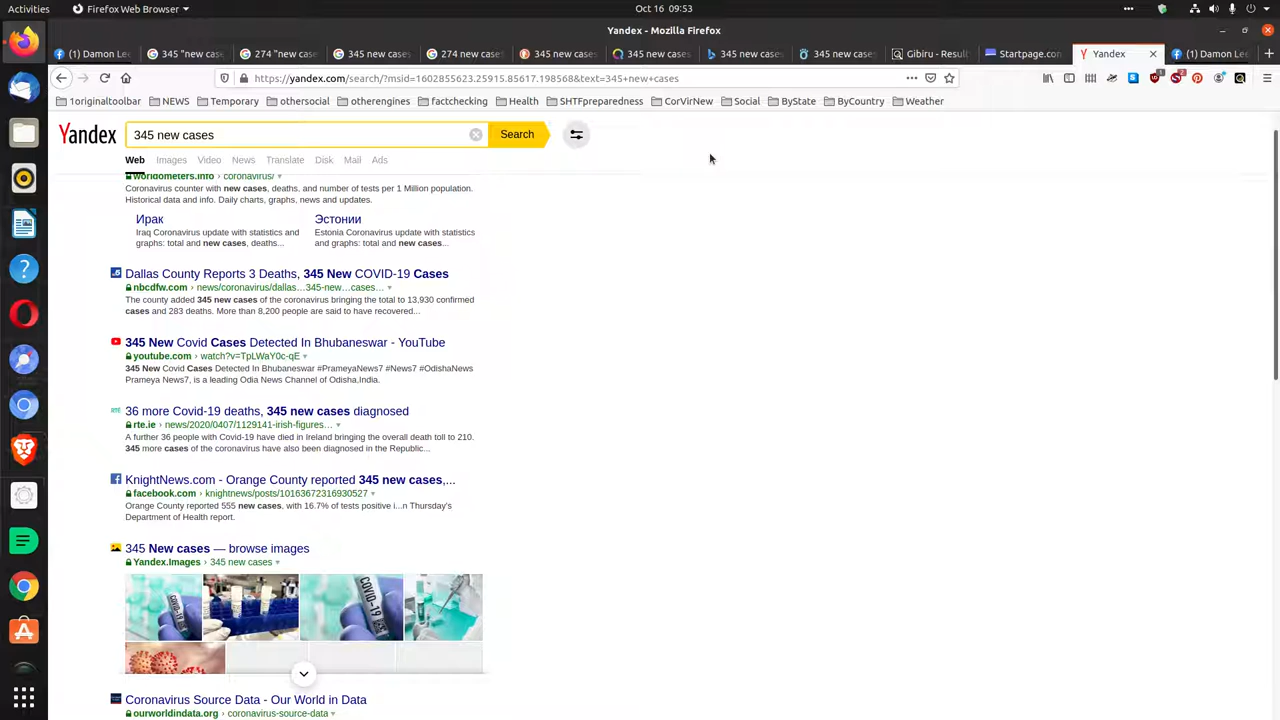 Activities Firefox Web Browser Oct 16 09:53
Yandex - Mozilla Firefox
(1) Damon Lee 345 "new case 274 "new cas 345 new cases 274 new cases 345 new cases 345 new cases 345 new cases 345 new cases Gibiru - Result Startpage.com Yandex (1) Damon Lee
https://yandex.com/search/?msid=1602855623.25915.85617.198568&text=345+new+cases
1originaltoolbar NEWS Temporary othersocial otherengines factchecking Health SHTFpreparedness CorVirNew Social ByState ByCountry Weather
Yandex 345 new cases Search
Web Images Video News Translate Disk Mail Ads
worldometers.info › coronavirus/
Coronavirus counter with new cases, deaths, and number of tests per 1 Million population.
Historical data and info. Daily charts, graphs, news and updates.
Ирак Эстонии
Iraq Coronavirus update with statistics and Estonia Coronavirus update with statistics
graphs: total and new cases, deaths... and graphs: total and new cases...
Dallas County Reports 3 Deaths, 345 New COVID-19 Cases
nbcdfw.com › news/coronavirus/dallas…345-new…cases…
The county added 345 new cases of the coronavirus bringing the total to 13,930 confirmed
cases and 283 deaths. More than 8,200 people are said to have recovered...
345 New Covid Cases Detected In Bhubaneswar - YouTube
youtube.com › watch?v=TpLWaY0c-qE
345 New Covid Cases Detected In Bhubaneswar #PrameyaNews7 #News7 #OdishaNews
Prameya News7, is a leading Odia News Channel of Odisha,India.
36 more Covid-19 deaths, 345 new cases diagnosed
rte.ie › news/2020/0407/1129141-irish-figures…
A further 36 people with Covid-19 have died in Ireland bringing the overall death toll to 210.
345 more cases of the coronavirus have also been diagnosed in the Republic...
KnightNews.com - Orange County reported 345 new cases,...
facebook.com › knightnews/posts/10163672316930527
Orange County reported 555 new cases, with 16.7% of tests positive i...n Thursday's
Department of Health report.
345 New cases — browse images
Yandex.Images › 345 new cases
COVID-19 COVID-19
Coronavirus Source Data - Our World in Data
ourworldindata.org › coronavirus-source-data